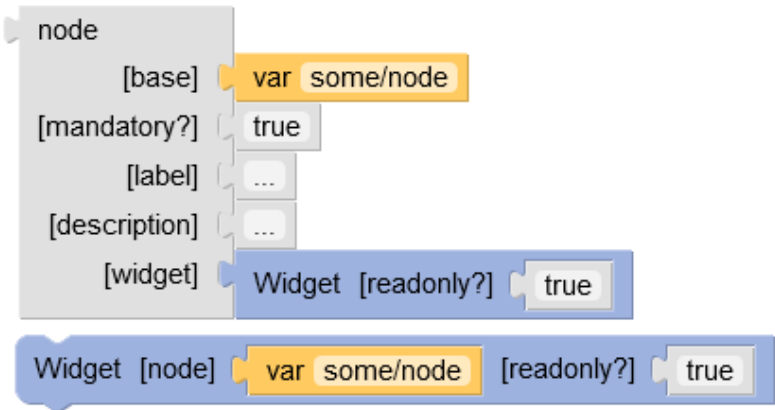 node
[base] var some/node
[mandatory?] true
[label] ...
[description] ...
[widget] Widget [readonly?] true
Widget [node] var some/node [readonly?] true